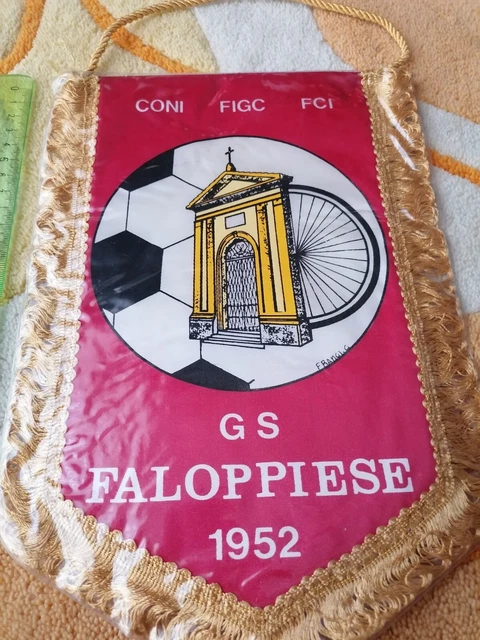 CONI FIGC FCI
G S
FALOPPIESE
1952